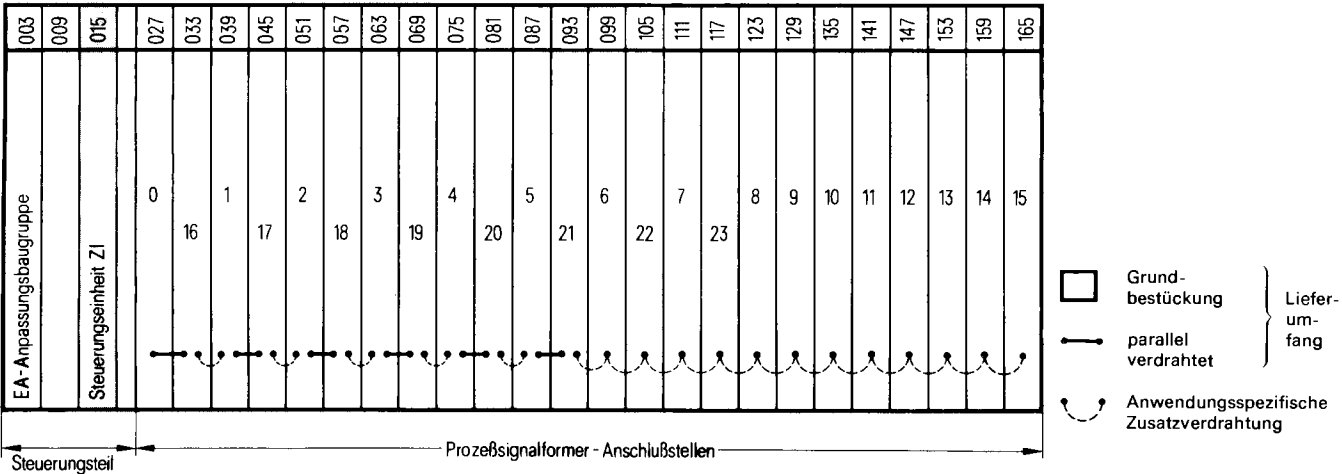 003 009 015 027 033 039 045 051 057 063 069 075 081 087 093 099 105 111 117 123 129 135 141 147 153 159 165
EA-Anpassungsbaugruppe
Steuerungseinheit ZI
0 1 2 3 4 5 6 7 8 9 10 11 12 13 14 15
16 17 18 19 20 21 22 23
Grund-
bestückung
parallel
verdrahtet
Liefer-
um-
fang
Anwendungsspezifische
Zusatzverdrahtung
Steuerungsteil
Prozeßsignalformer - Anschlußstellen